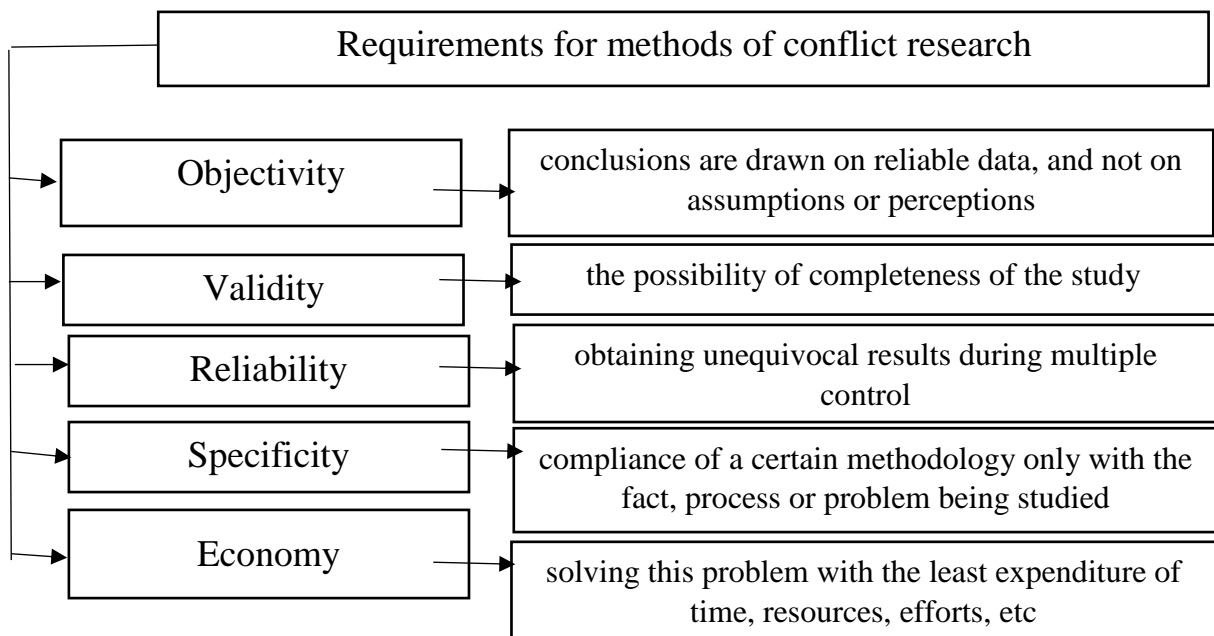 Requirements for methods of conflict research
Objectivity
conclusions are drawn on reliable data, and not on
assumptions or perceptions
Validity
the possibility of completeness of the study
Reliability
obtaining unequivocal results during multiple
control
Specificity
compliance of a certain methodology only with the
fact, process or problem being studied
Economy
solving this problem with the least expenditure of
time, resources, efforts, etc